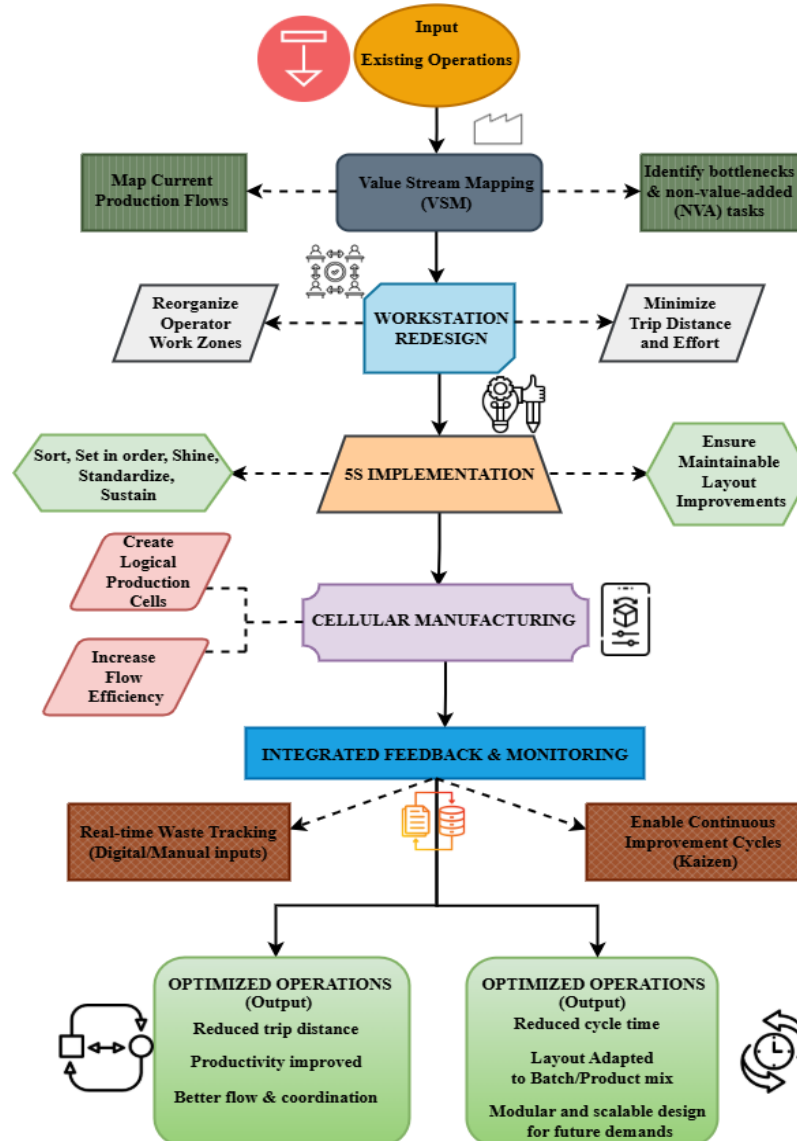 Input
Existing Operations
Map Current
Production Flows
Value Stream Mapping
(VSM)
Identify bottlenecks
& non-value-added
(NVA) tasks
Reorganize
Operator
Work Zones
WORKSTATION
REDESIGN
Minimize
Trip Distance
and Effort
Sort, Set in order, Shine,
Standardize,
Sustain
5S IMPLEMENTATION
Ensure
Maintainable
Layout
Improvements
Create
Logical
Production
Cells
CELLULAR MANUFACTURING
Increase
Flow
Efficiency
INTEGRATED FEEDBACK & MONITORING
Real-time Waste Tracking
(Digital/Manual inputs)
Enable Continuous
Improvement Cycles
(Kaizen)
OPTIMIZED OPERATIONS
(Output)
Reduced trip distance
Productivity improved
Better flow & coordination
OPTIMIZED OPERATIONS
(Output)
Reduced cycle time
Layout Adapted
to Batch/Product mix
Modular and scalable design
for future demands